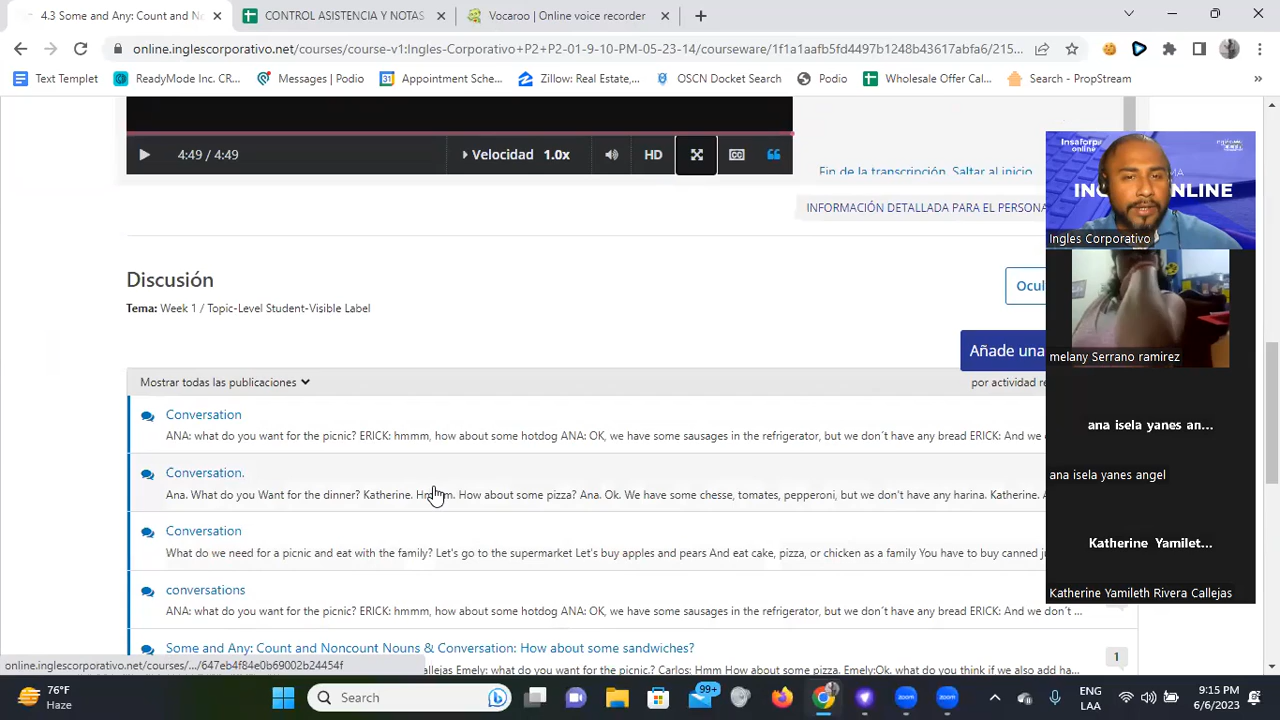 4.3 Some and Any: Count and No
CONTROL ASISTENCIA Y NOTAS
Vocaroo | Online voice recorder
online.inglescorporativo.net/courses/course-v1:Ingles-Corporativo+P2+P2-01-9-10-PM-05-23-14/courseware/1f1a1aafb5fd4497b1248b43617abfa6/215...
Text Templet
ReadyMode Inc. CR...
Messages | Podio
Appointment Sche...
Zillow: Real Estate,...
OSCN Docket Search
Podio
Wholesale Offer Cal...
Search - PropStream
»
4:49 / 4:49
Velocidad 1.0x
HD
Fin de la transcripción. Saltar al inicio.
INFORMACIÓN DETALLADA PARA EL PERSONA
Discusión
Ocul
Tema: Week 1 / Topic-Level Student-Visible Label
Añade una
Mostrar todas las publicaciones
por actividad re
Conversation
ANA: what do you want for the picnic? ERICK: hmmm, how about some hotdog ANA: OK, we have some sausages in the refrigerator, but we don´t have any bread ERICK: And we d
Conversation.
Ana. What do you Want for the dinner? Katherine. Hmmm. How about some pizza? Ana. Ok. We have some chesse, tomates, pepperoni, but we don't have any harina. Katherine. A
Conversation
What do we need for a picnic and eat with the family? Let's go to the supermarket Let's buy apples and pears And eat cake, pizza, or chicken as a family You have to buy canned ju
conversations
ANA: what do you want for the picnic? ERICK: hmmm, how about some hotdog ANA: OK, we have some sausages in the refrigerator, but we don´t have any bread ERICK: And we don't ...
Some and Any: Count and Noncount Nouns & Conversation: How about some sandwiches?
llejas Emely: what do you want for the picnic.? Carlos: Hmm How about some pizza. Emely:Ok. what do you think if we also add ha...
1
online.inglescorporativo.net/courses/.../647eb4f84e0b69002b24454f
Insaforp
online
Ingles Corporativo
melany Serrano ramirez
ana isela yanes an...
ana isela yanes angel
Katherine Yamilet...
Katherine Yamileth Rivera Callejas
76°F
Haze
Search
99+
ENG
LAA
9:15 PM
6/6/2023